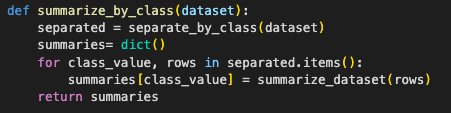 def summarize_by_class(dataset):
    separated = separate_by_class(dataset)
    summaries= dict()
    for class_value, rows in separated.items():
        summaries[class_value] = summarize_dataset(rows)
    return summaries